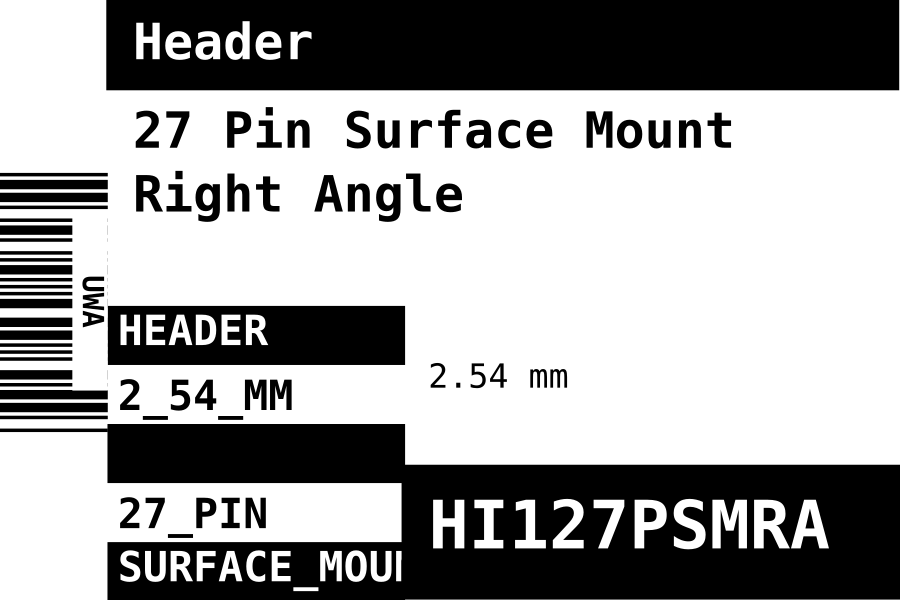 Header
27 Pin Surface Mount
Right Angle
UWA
HEADER
2_54_MM
2.54 mm
27_PIN
HI127PSMRA
SURFACE_MOU